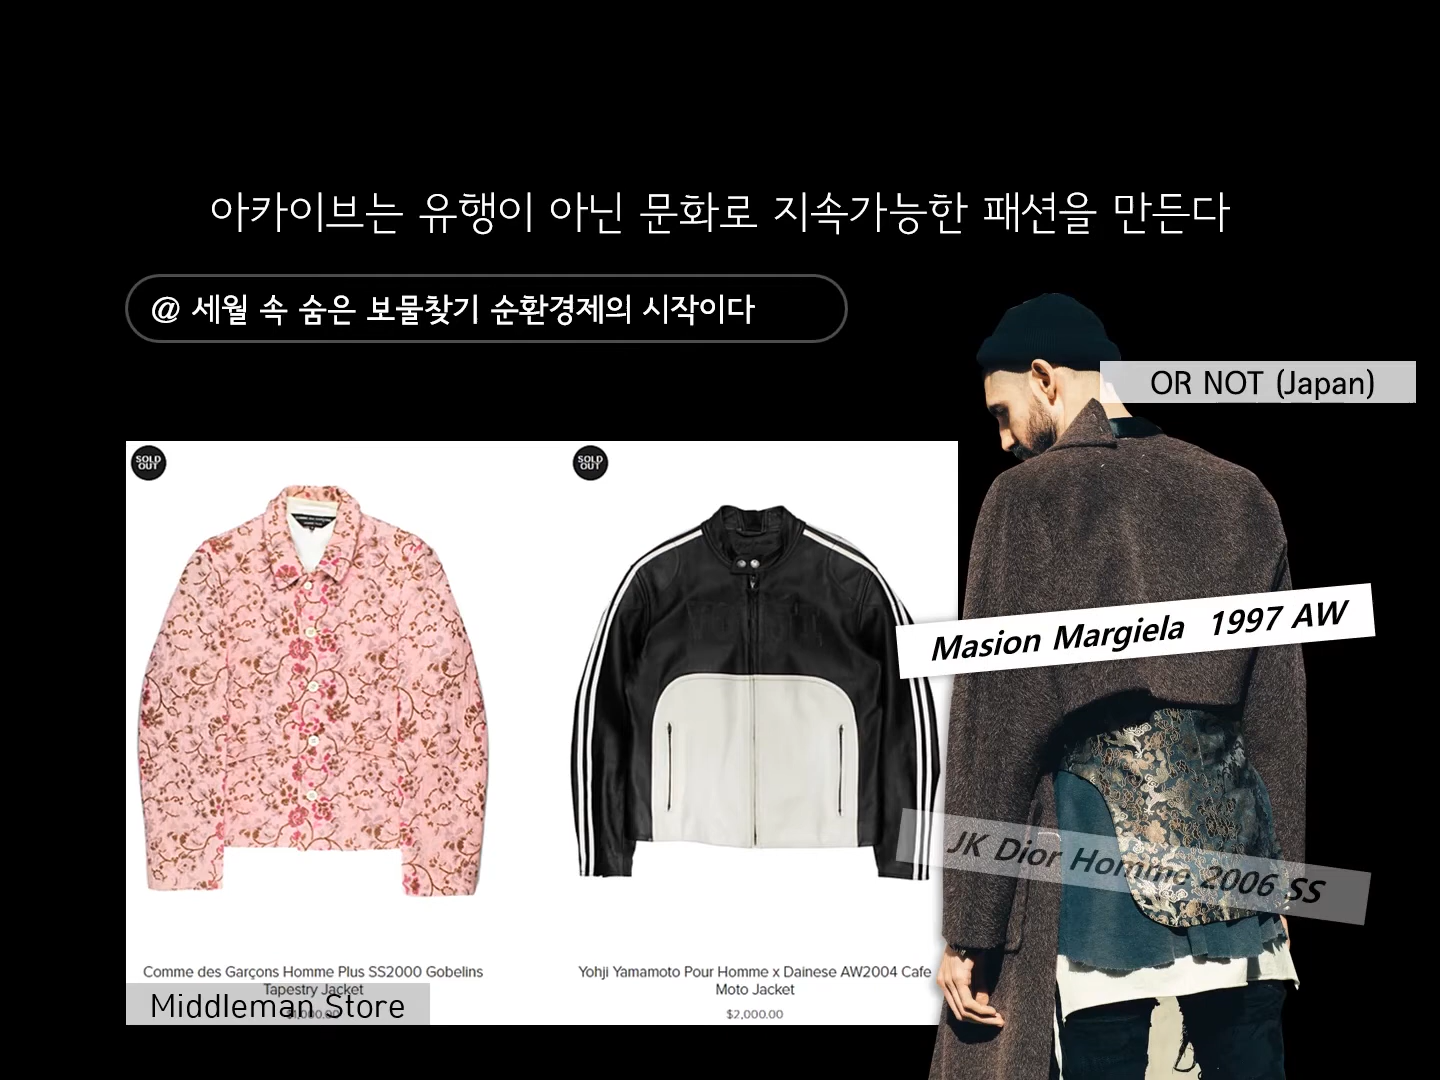 아카이브는 유행이 아닌 문화로 지속가능한 패션을 만든다
@ 세월 속 숨은 보물찾기 순환경제의 시작이다
OR NOT (Japan)
SOLD OUT
SOLD OUT
Masion Margiela 1997 AW
JK Dior Homme 2006 SS
Comme des Garçons Homme Plus SS2000 Gobelins
Tapestry Jacket
$1,000.00
Middleman Store
Yohji Yamamoto Pour Homme x Dainese AW2004 Cafe
Moto Jacket
$2,000.00